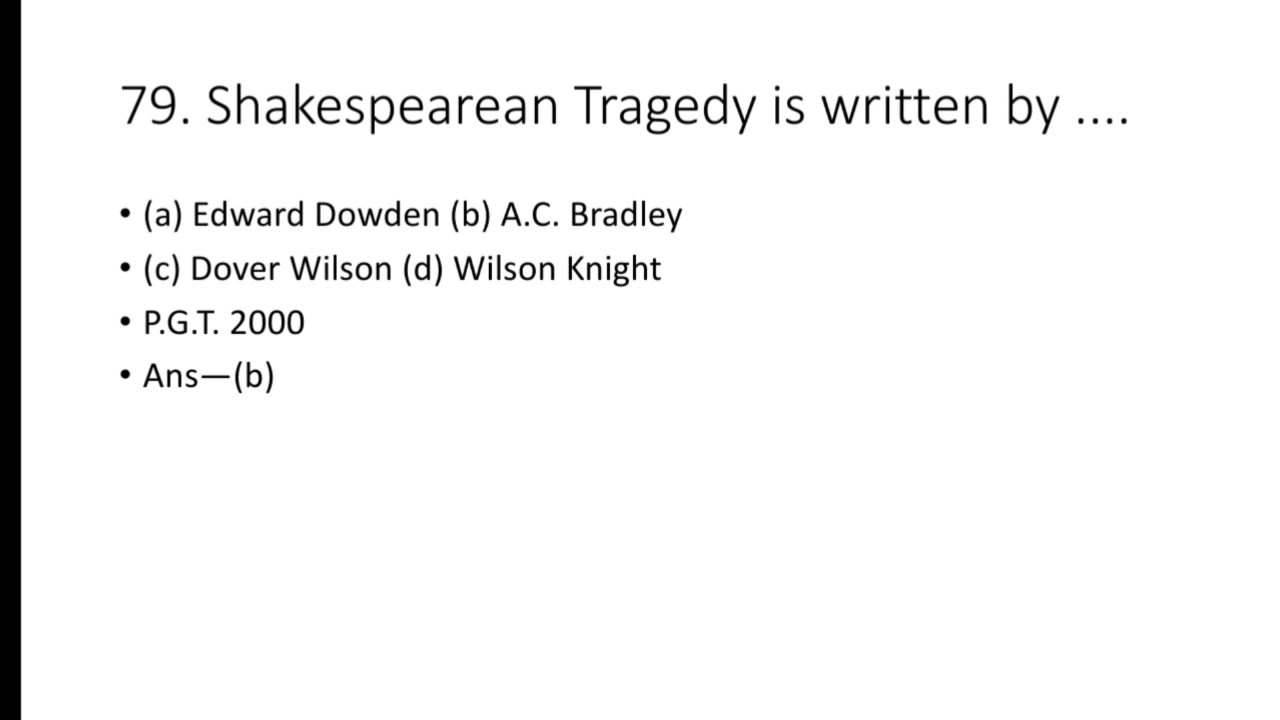 79. Shakespearean Tragedy is written by ....
• (a) Edward Dowden (b) A.C. Bradley
• (c) Dover Wilson (d) Wilson Knight
• P.G.T. 2000
• Ans—(b)